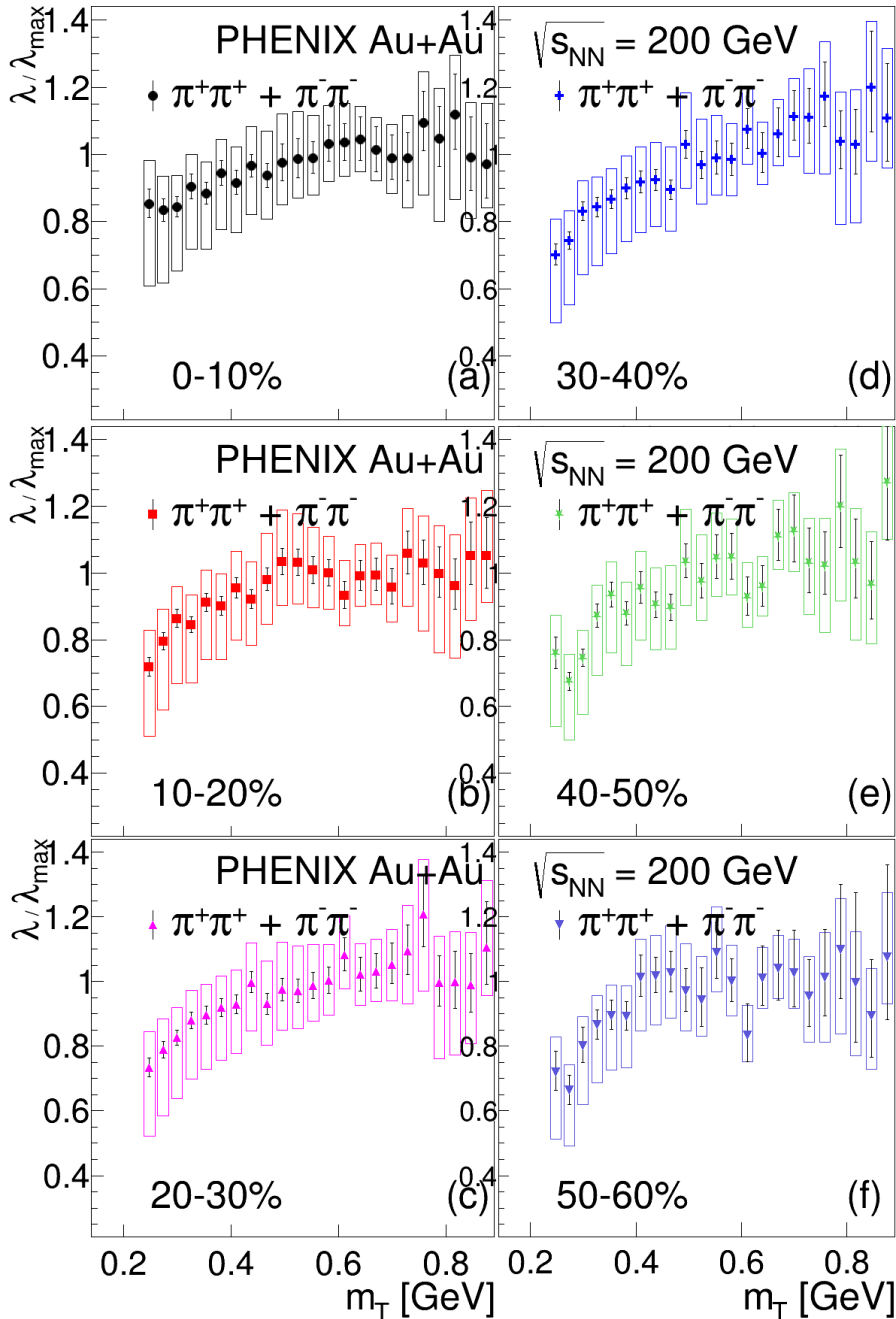 PHENIX Au+Au √s_NN = 200 GeV
λ / λ_max
π⁺π⁺ + π⁻π⁻
π⁺π⁺ + π⁻π⁻
1.4
1.2
1
0.8
0.6
0.4
1.4
1.2
1
0.8
0.6
0.4
0-10%
(a)
30-40%
(d)
PHENIX Au+Au √s_NN = 200 GeV
λ / λ_max
π⁺π⁺ + π⁻π⁻
π⁺π⁺ + π⁻π⁻
1.4
1.2
1
0.8
0.6
0.4
1.4
1.2
1
0.8
0.6
0.4
10-20%
(b)
40-50%
(e)
PHENIX Au+Au √s_NN = 200 GeV
λ / λ_max
π⁺π⁺ + π⁻π⁻
π⁺π⁺ + π⁻π⁻
1.4
1.2
1
0.8
0.6
0.4
1.4
1.2
1
0.8
0.6
0.4
20-30%
(c)
50-60%
(f)
0.2 0.4 0.6 0.8
0.2 0.4 0.6 0.8
m_T [GeV]
m_T [GeV]